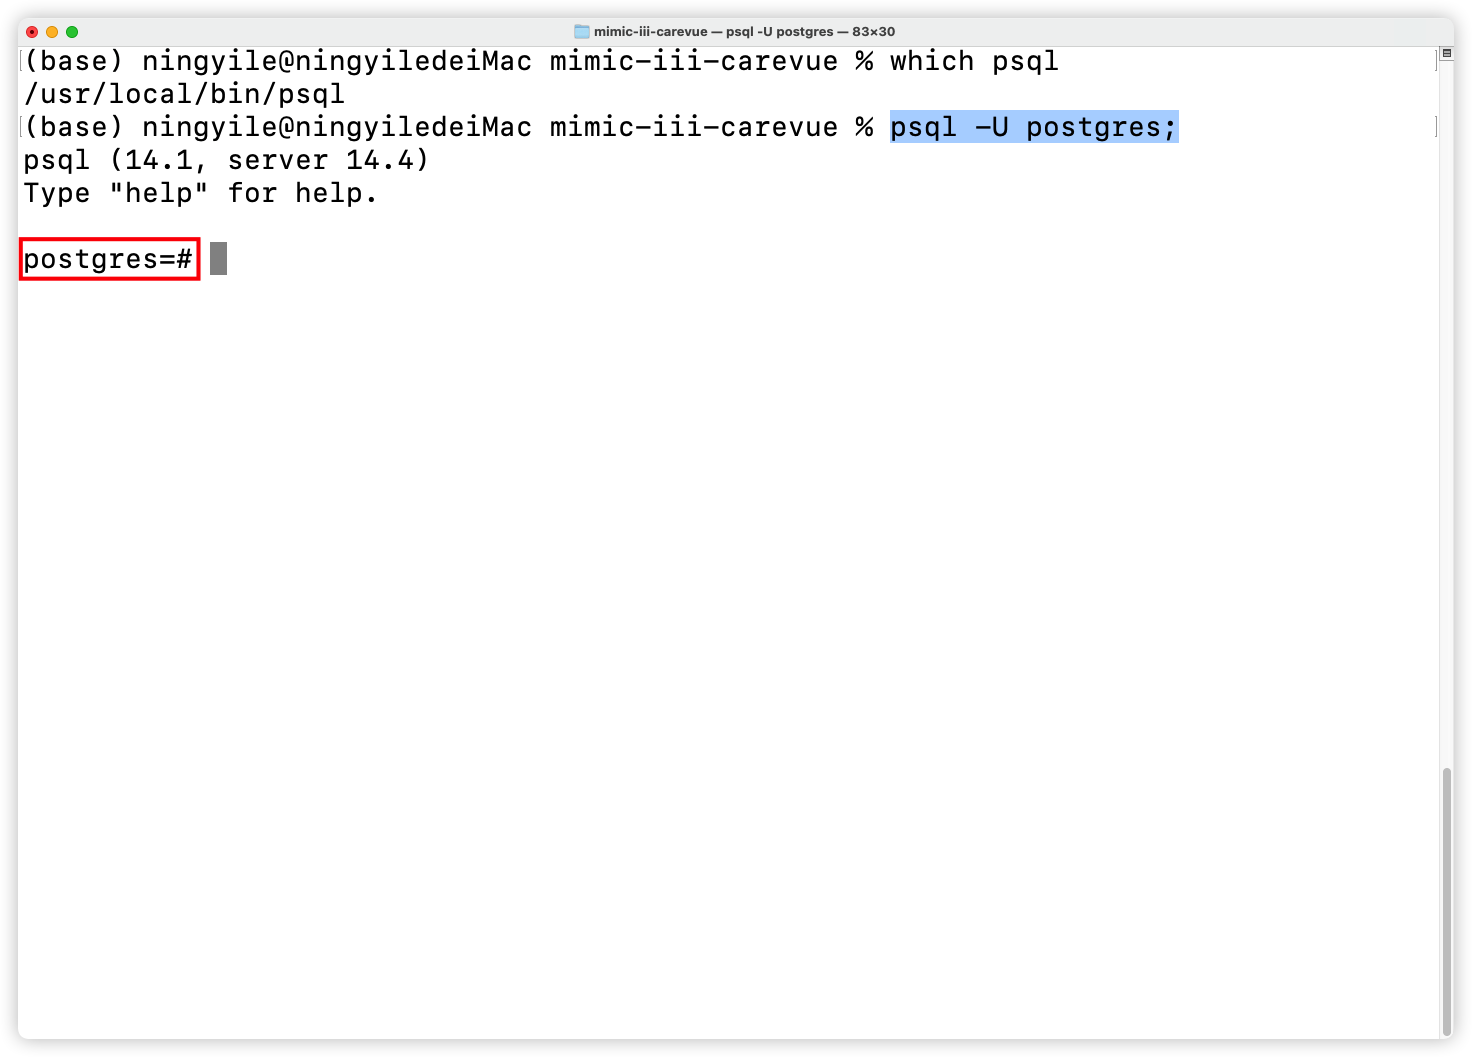 mimic-iii-carevue — psql -U postgres — 83×30
(base) ningyile@ningyiledeiMac mimic-iii-carevue % which psql
/usr/local/bin/psql
(base) ningyile@ningyiledeiMac mimic-iii-carevue % psql -U postgres;
psql (14.1, server 14.4)
Type "help" for help.
postgres=#